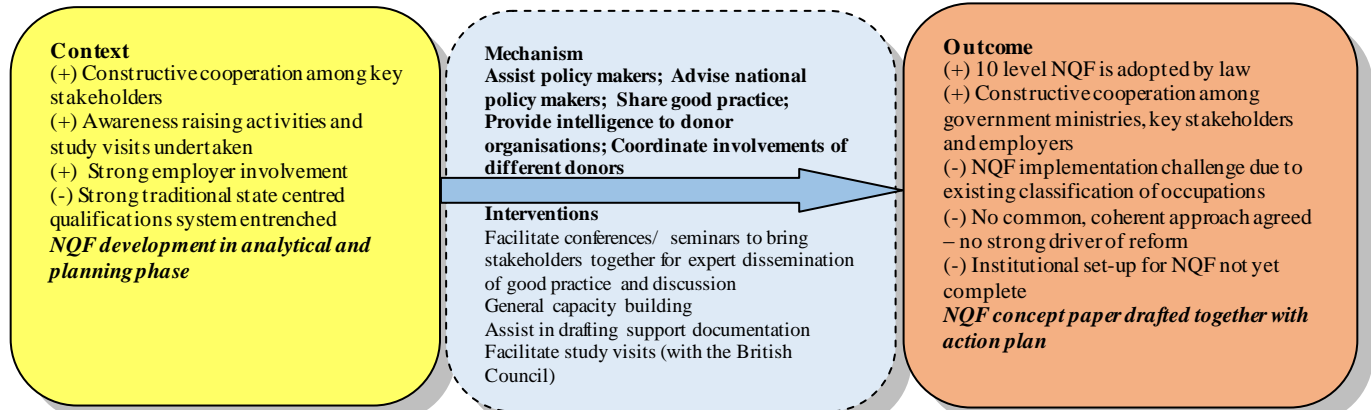 Context
(+) Constructive cooperation among key
stakeholders
(+) Awareness raising activities and
study visits undertaken
(+) Strong employer involvement
(-) Strong traditional state centred
qualifications system entrenched
NQF development in analytical and
planning phase
Mechanism
Assist policy makers; Advise national
policy makers; Share good practice;
Provide intelligence to donor
organisations; Coordinate involvements of
different donors
Interventions
Facilitate conferences/ seminars to bring
stakeholders together for expert dissemination
of good practice and discussion
General capacity building
Assist in drafting support documentation
Facilitate study visits (with the British
Council)
Outcome
(+) 10 level NQF is adopted by law
(+) Constructive cooperation among
government ministries, key stakeholders
and employers
(-) NQF implementation challenge due to
existing classification of occupations
(-) No common, coherent approach agreed
– no strong driver of reform
(-) Institutional set-up for NQF not yet
complete
NQF concept paper drafted together with
action plan